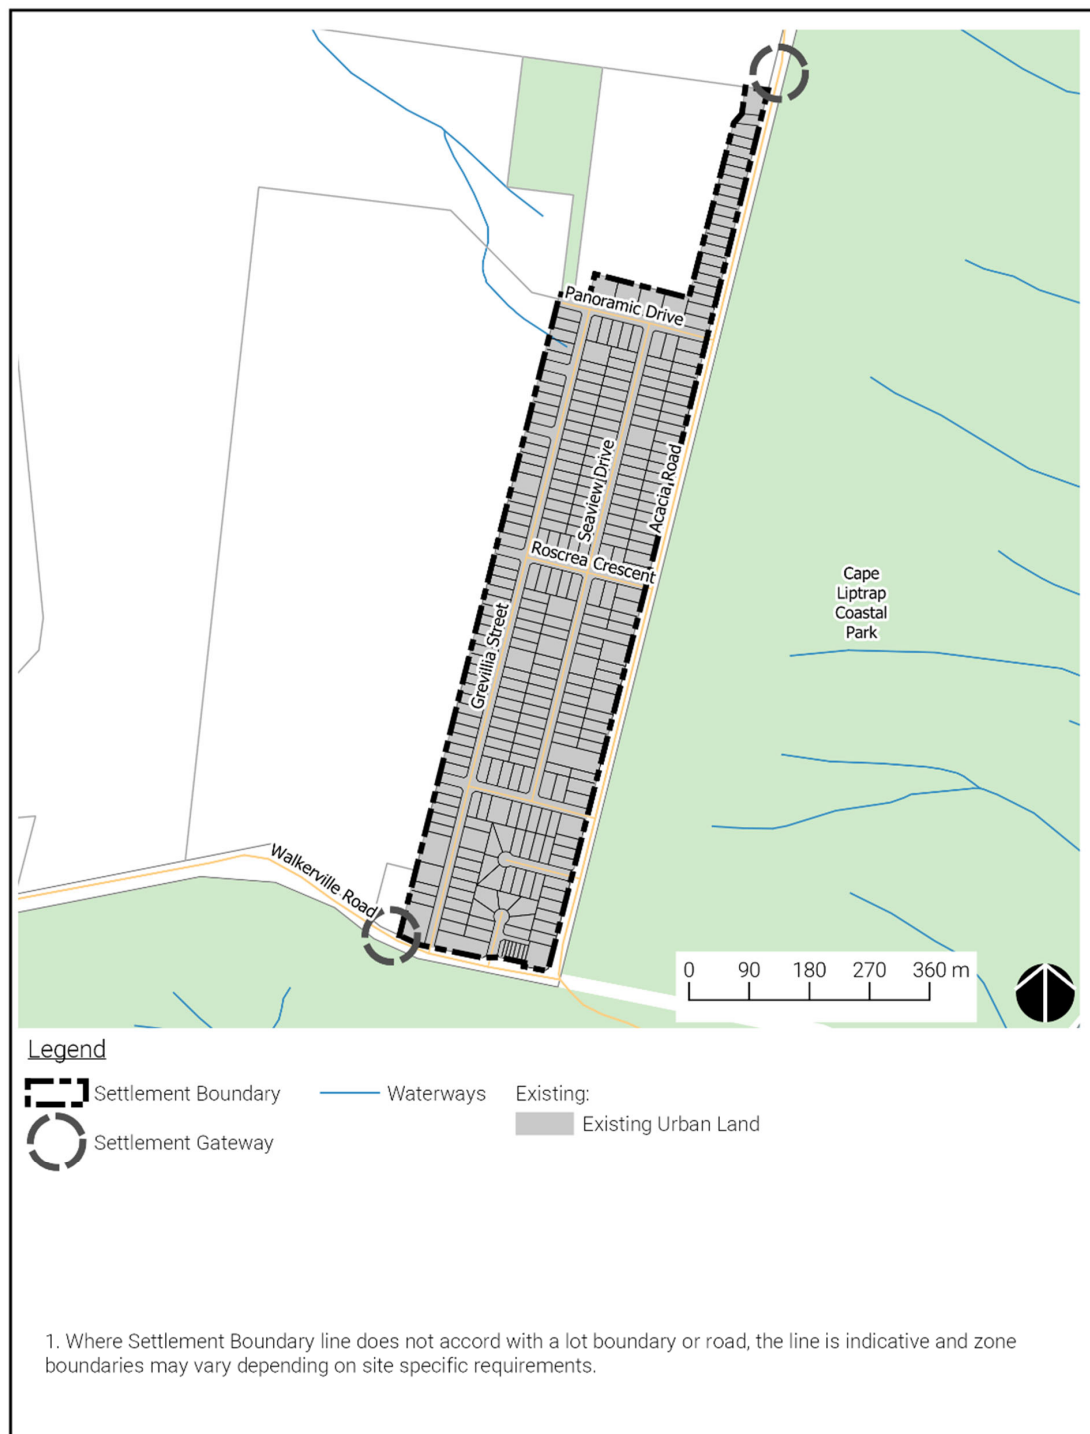 Panoramic Drive
Seaview Drive
Acacia Road
Roscrea Crescent
Cape
Liptrap
Coastal
Park
Grevillia Street
Walkerville Road
0 90 180 270 360 m
Legend
Settlement Boundary
Waterways
Existing:
Settlement Gateway
Existing Urban Land
1. Where Settlement Boundary line does not accord with a lot boundary or road, the line is indicative and zone
boundaries may vary depending on site specific requirements.